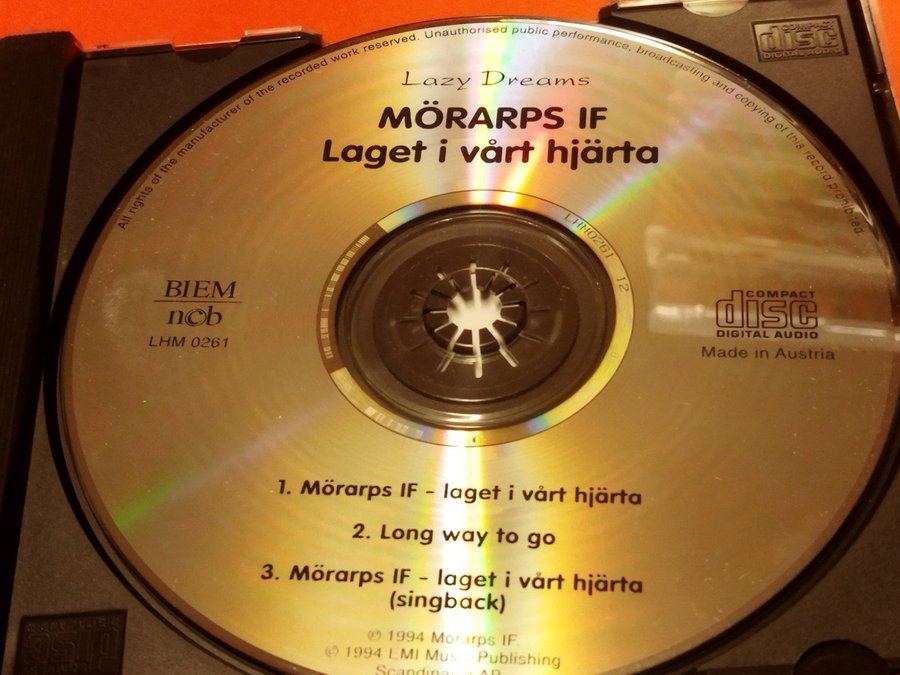 All rights of the manufacturer of the recorded work reserved. Unauthorised public performance, broadcasting and copying of this record prohibited.
COMPACT
disc
DIGITAL AUDIO
Lazy Dreams
MÖRARPS IF
Laget i vårt hjärta
LHM0261 12
BIEM
n©b
LHM 0261
COMPACT
disc
DIGITAL AUDIO
Made in Austria
1. Mörarps IF - laget i vårt hjärta
2. Long way to go
3. Mörarps IF - laget i vårt hjärta
(singback)
℗ 1994 Mörarps IF.
© 1994 EMI Music Publishing
Scandinavia AB